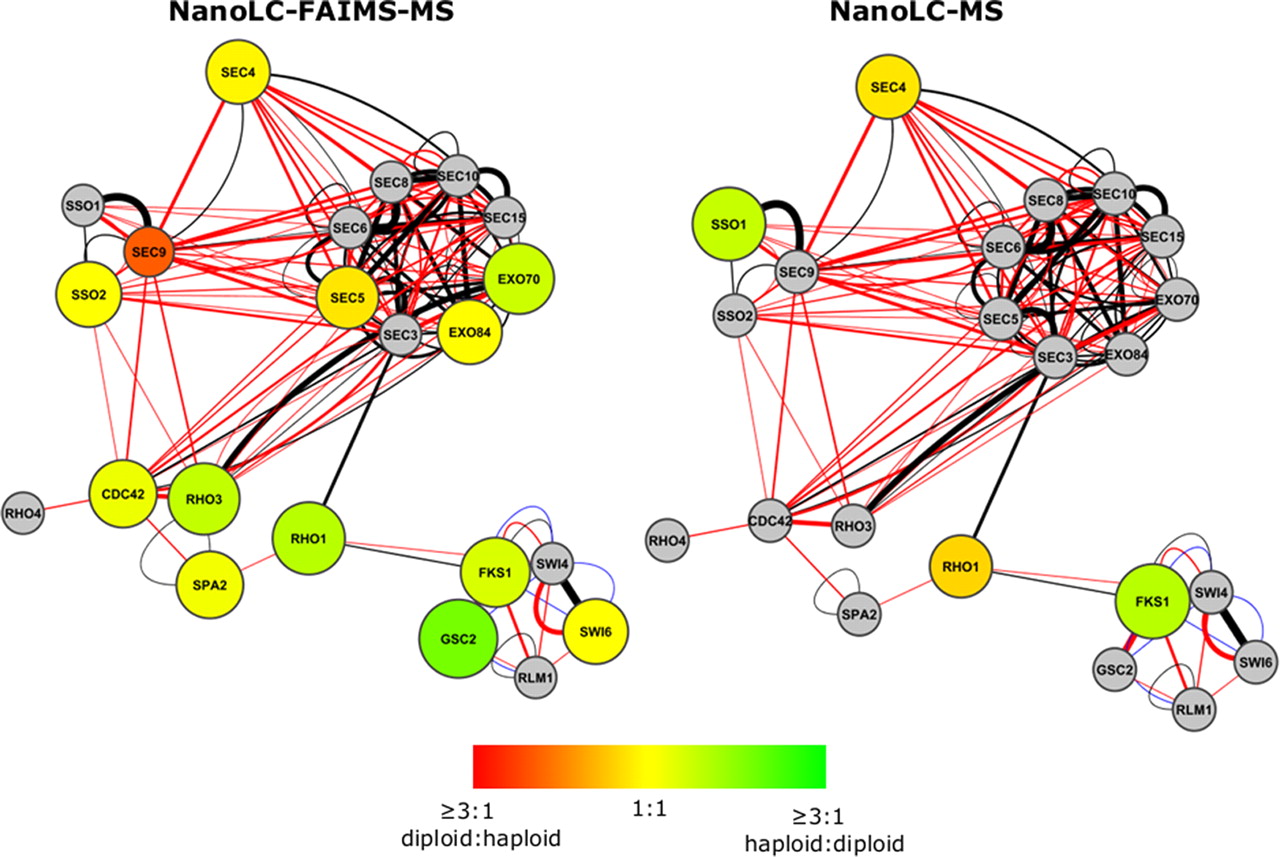 NanoLC-FAIMS-MS
SEC4
SEC8
SEC10
SSO1
SEC15
SEC6
SEC9
EXO70
SSO2
SEC5
SEC3
EXO84
CDC42
RHO3
RHO4
RHO1
SPA2
FKS1
SWI4
GSC2
SWI6
RLM1
NanoLC-MS
SEC4
SEC8
SEC10
SSO1
SEC15
SEC6
SEC9
EXO70
SSO2
SEC5
SEC3
EXO84
CDC42
RHO3
RHO4
RHO1
SPA2
FKS1
SWI4
GSC2
SWI6
RLM1
≥3:1
diploid:haploid
1:1
≥3:1
haploid:diploid